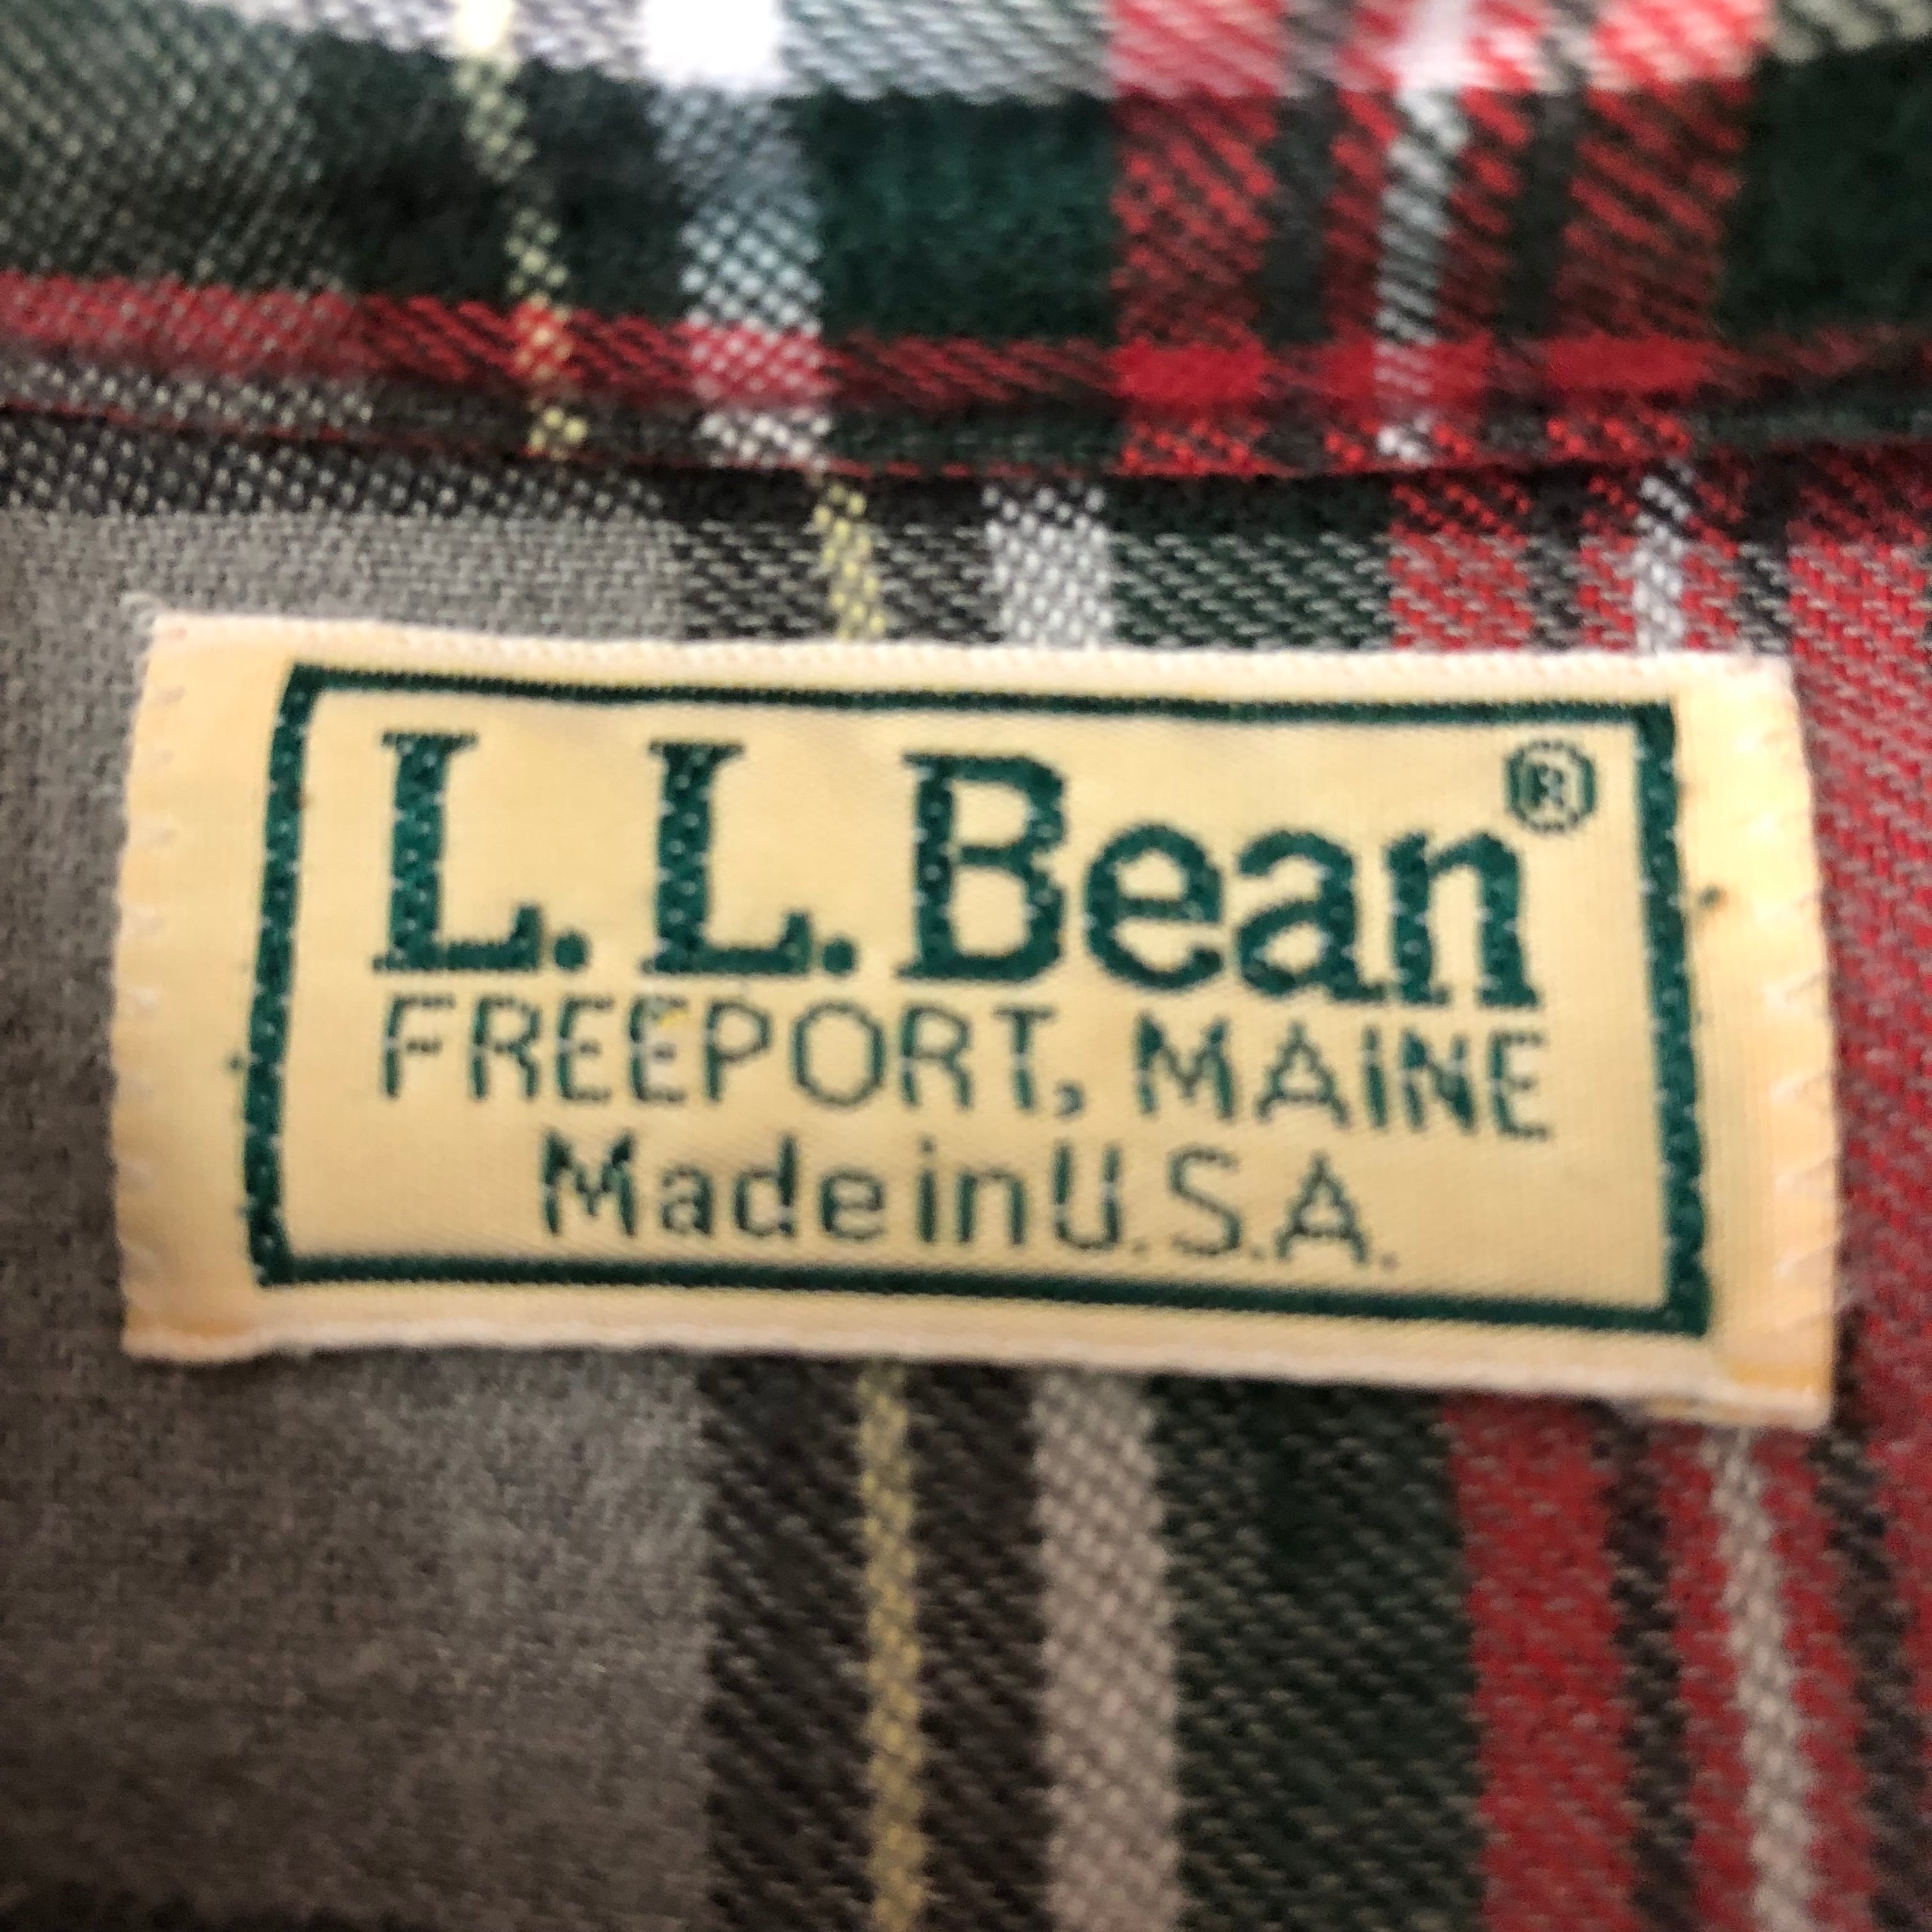 L.L.Bean®
FREEPORT, MAINE
Made in U.S.A.